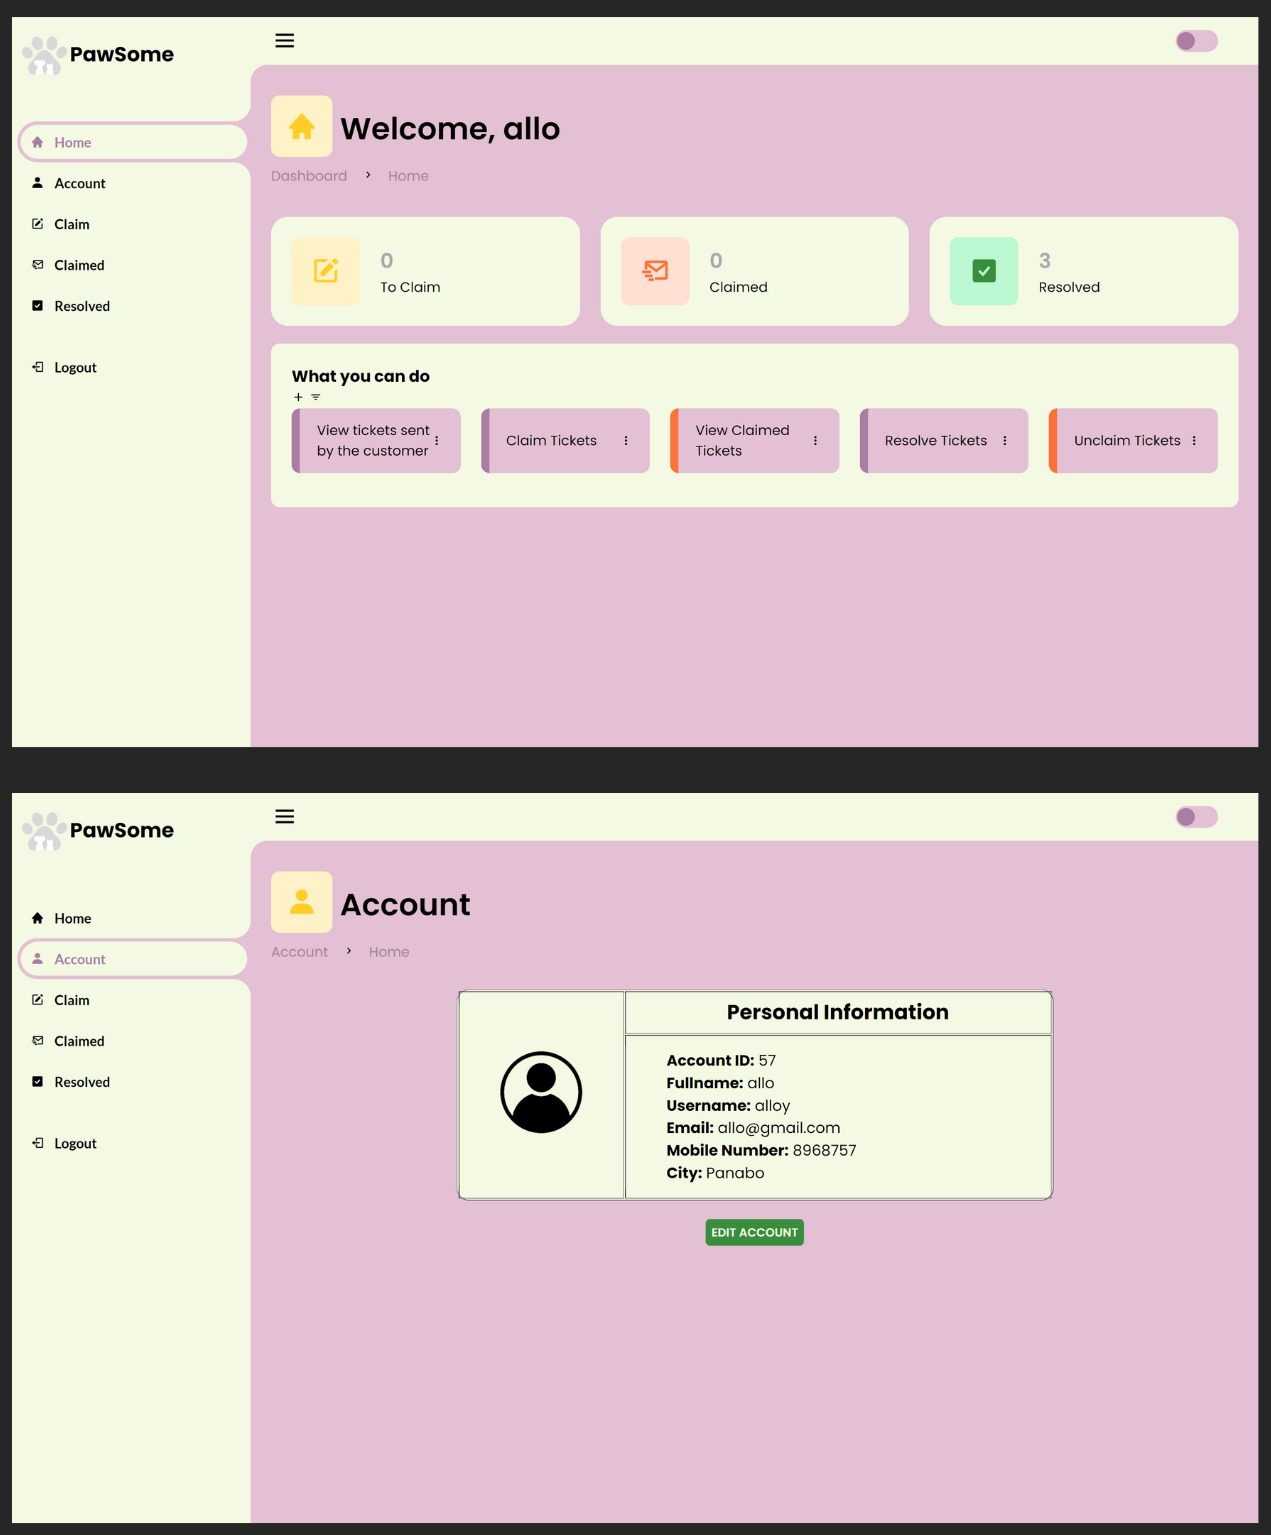 PawSome
Home
Account
Claim
Claimed
Resolved
Logout
Welcome, allo
Dashboard > Home
0
To Claim
0
Claimed
3
Resolved
What you can do
View tickets sent
by the customer
Claim Tickets
View Claimed
Tickets
Resolve Tickets
Unclaim Tickets
PawSome
Home
Account
Claim
Claimed
Resolved
Logout
Account
Account > Home
Personal Information
Account ID: 57
Fullname: allo
Username: alloy
Email: allo@gmail.com
Mobile Number: 8968757
City: Panabo
EDIT ACCOUNT